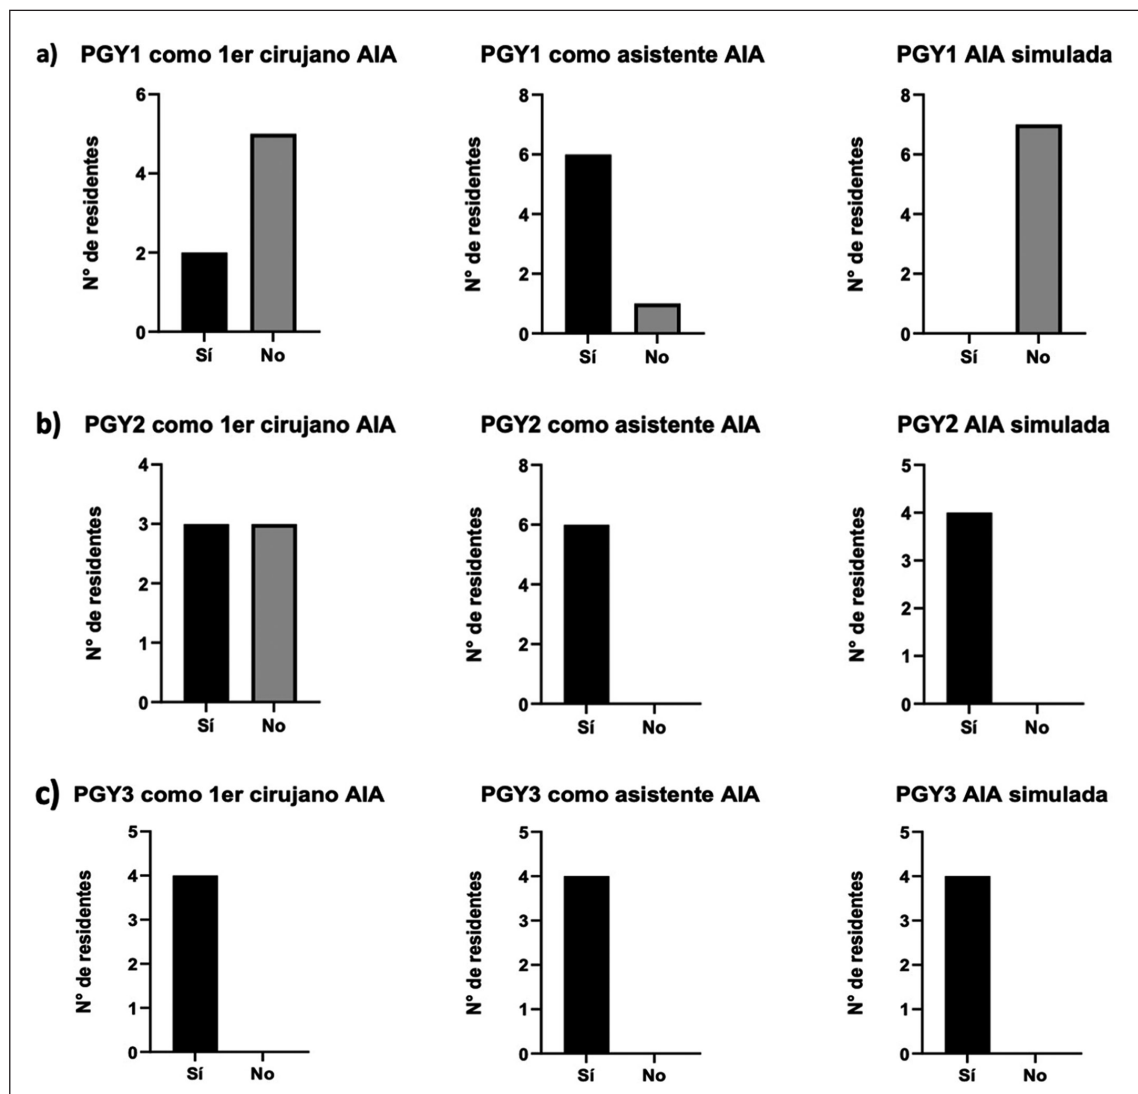 a) PGY1 como 1er cirujano AIA
N° de residentes
6
4
2
0
Sí No
PGY1 como asistente AIA
N° de residentes
8
6
4
2
0
Sí No
PGY1 AIA simulada
N° de residentes
8
6
4
2
0
Sí No
b) PGY2 como 1er cirujano AIA
N° de residentes
4
3
2
1
0
Sí No
PGY2 como asistente AIA
N° de residentes
8
6
4
2
0
Sí No
PGY2 AIA simulada
N° de residentes
5
4
3
2
1
0
Sí No
c) PGY3 como 1er cirujano AIA
N° de residentes
5
4
3
2
1
0
Sí No
PGY3 como asistente AIA
N° de residentes
5
4
3
2
1
0
Sí No
PGY3 AIA simulada
N° de residentes
5
4
3
2
1
0
Sí No